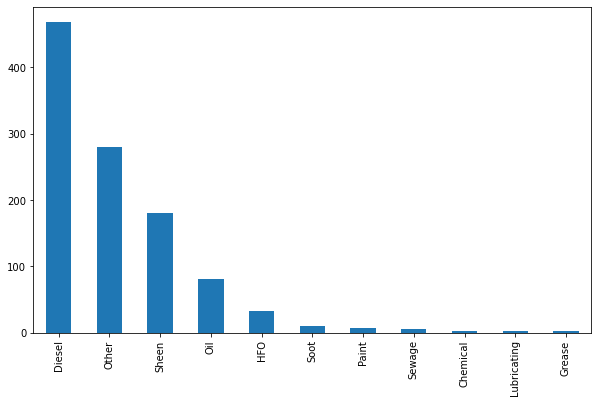 400
300
200
100
0
Diesel
Other
Sheen
Oil
HFO
Soot
Paint
Sewage
Chemical
Lubricating
Grease